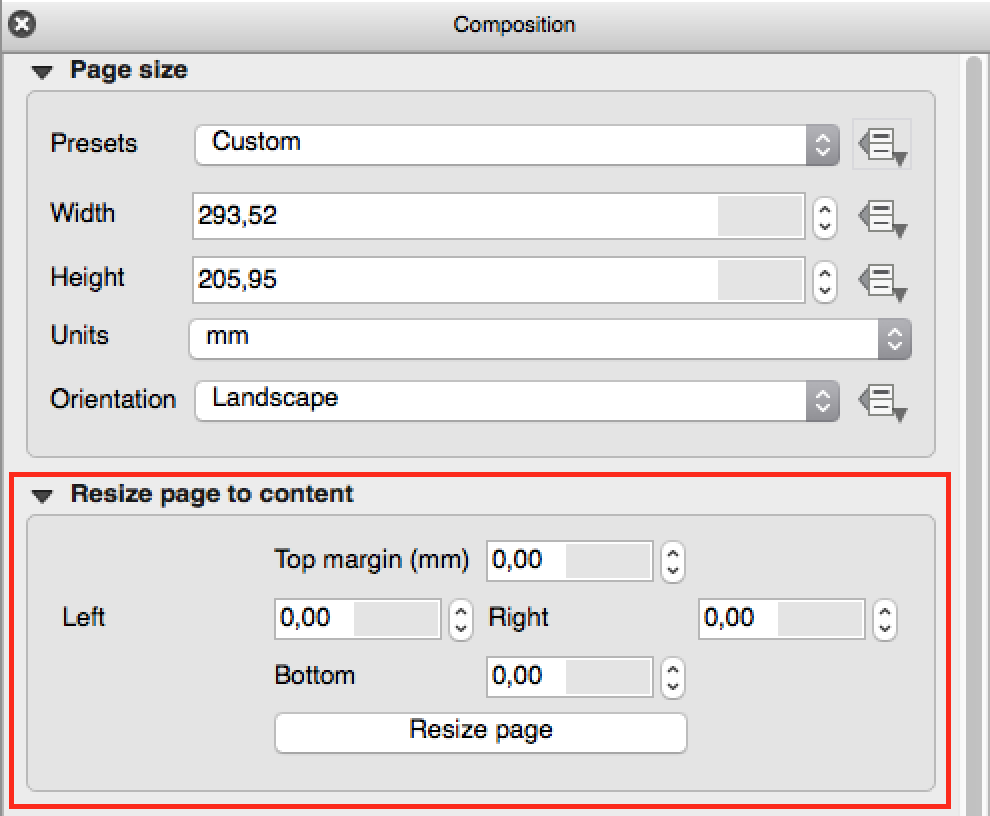 Composition
Page size
Presets Custom
Width 293,52
Height 205,95
Units mm
Orientation Landscape
Resize page to content
Top margin (mm) 0,00
Left 0,00 Right 0,00
Bottom 0,00
Resize page